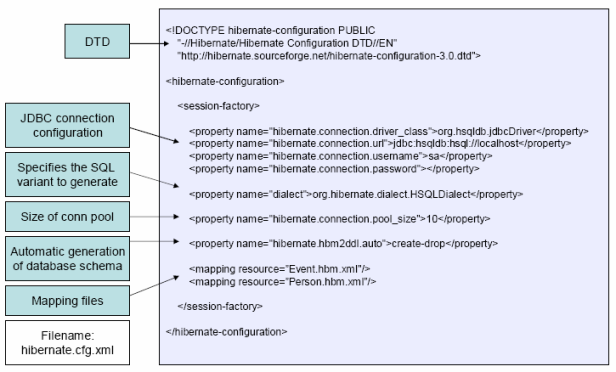 DTD
JDBC connection
configuration
Specifies the SQL
variant to generate
Size of conn pool
Automatic generation
of database schema
Mapping files
Filename:
hibernate.cfg.xml
<!DOCTYPE hibernate-configuration PUBLIC
"-//Hibernate/Hibernate Configuration DTD//EN"
"http://hibernate.sourceforge.net/hibernate-configuration-3.0.dtd">
<hibernate-configuration>
<session-factory>
<property name="hibernate.connection.driver_class">org.hsqldb.jdbcDriver</property>
<property name="hibernate.connection.url">jdbc:hsqldb:hsql://localhost</property>
<property name="hibernate.connection.username">sa</property>
<property name="hibernate.connection.password"></property>
<property name="dialect">org.hibernate.dialect.HSQLDialect</property>
<property name="hibernate.connection.pool_size">10</property>
<property name="hibernate.hbm2ddl.auto">create-drop</property>
<mapping resource="Event.hbm.xml"/>
<mapping resource="Person.hbm.xml"/>
</session-factory>
</hibernate-configuration>